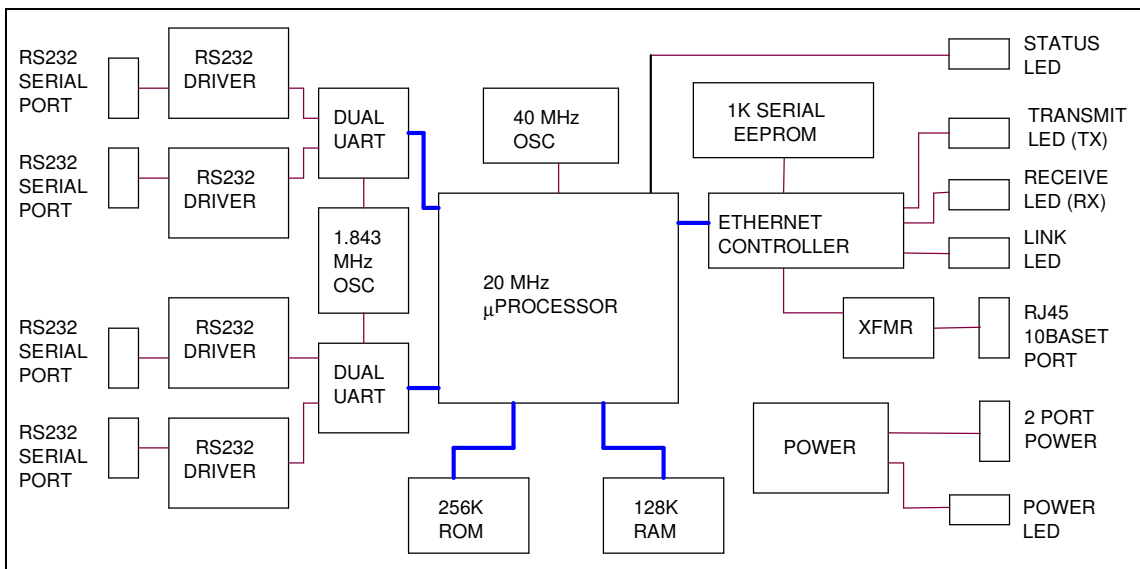 RS232
SERIAL
PORT
RS232
DRIVER
RS232
SERIAL
PORT
RS232
DRIVER
DUAL
UART
1.843
MHz
OSC
RS232
SERIAL
PORT
RS232
DRIVER
DUAL
UART
RS232
SERIAL
PORT
RS232
DRIVER
40 MHz
OSC
20 MHz
μPROCESSOR
256K
ROM
128K
RAM
1K SERIAL
EEPROM
ETHERNET
CONTROLLER
XFMR
POWER
STATUS
LED
TRANSMIT
LED (TX)
RECEIVE
LED (RX)
LINK
LED
RJ45
10BASET
PORT
2 PORT
POWER
POWER
LED